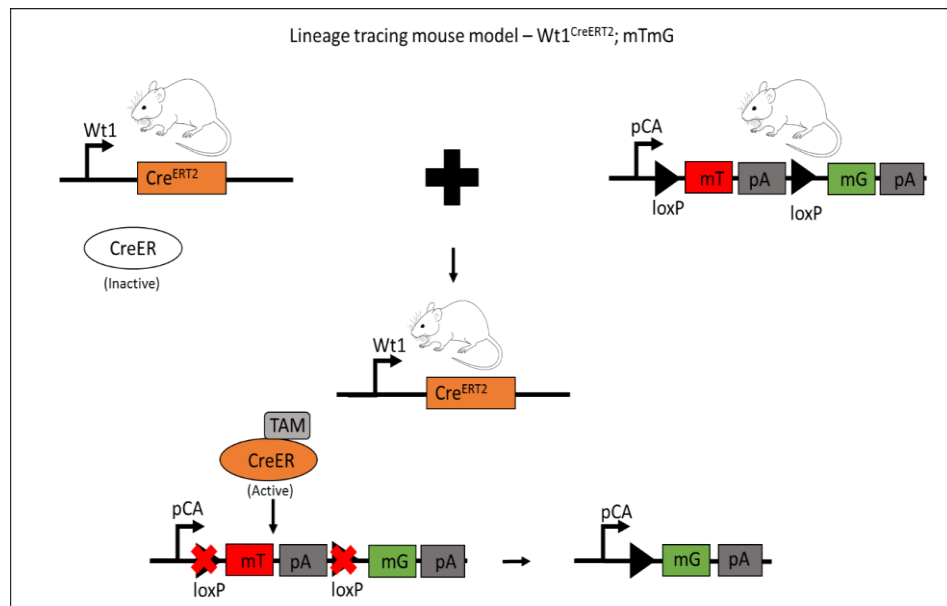 Lineage tracing mouse model – Wt1CreERT2; mTmG
Wt1
CreERT2
CreER
(Inactive)
pCA
mT pA mG pA
loxP loxP
Wt1
CreERT2
TAM
CreER
(Active)
pCA
mT pA mG pA
loxP loxP
pCA
mG pA